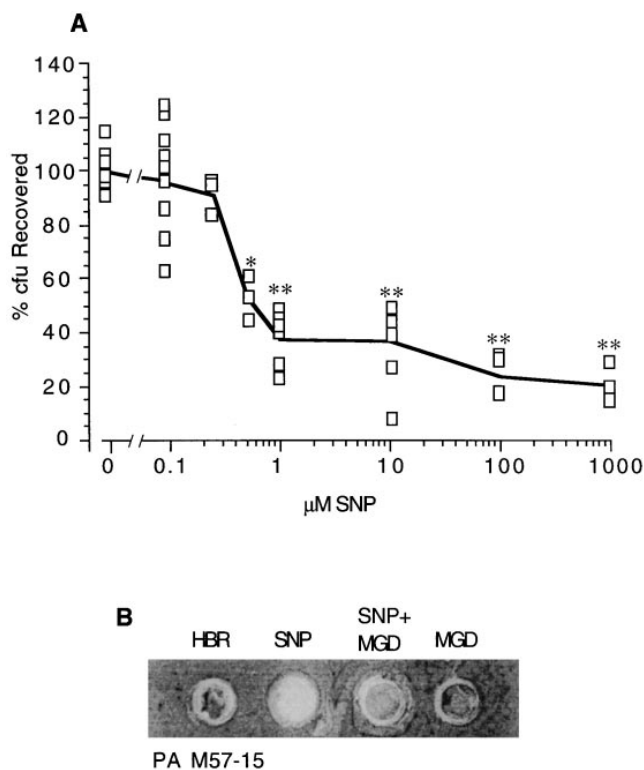 A
140
120
100
80
60
40
20
0
% cfu Recovered
*
**
**
**
**
0 0.1 1 10 100 1000
µM SNP
B
HBR SNP SNP+ MGD MGD
PA M57-15